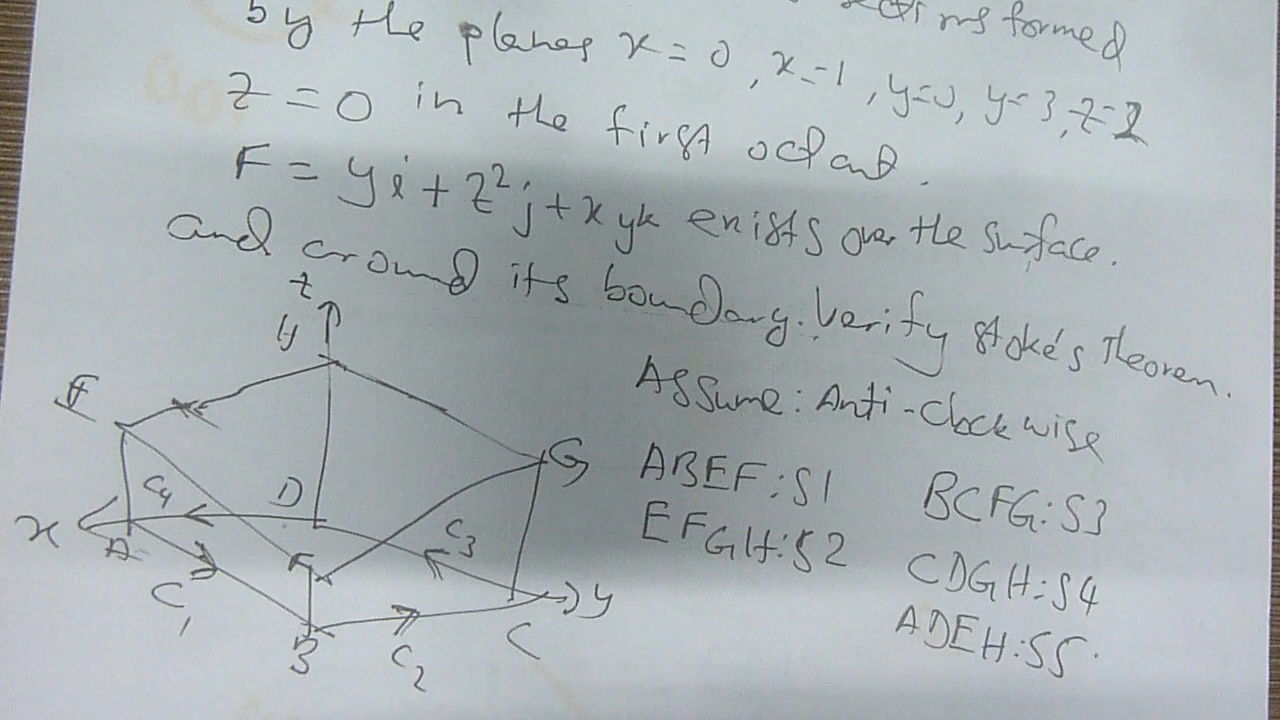 formed
by the planes x = 0, x = 1, y = 0, y = 3, z = 2
z = 0 in the first octant.
F = yi + z²j + xyk exists over the surface.
and around its boundary. Verify stoke's Theorem.
Assume: Anti-clockwise
ABEF: S1 BCFG: S3
EFGH: S2 CDGH: S4
ADEH: S5.
z
H
E
G
C4
D
x
A
C3
F
y
C1
B
C2
C